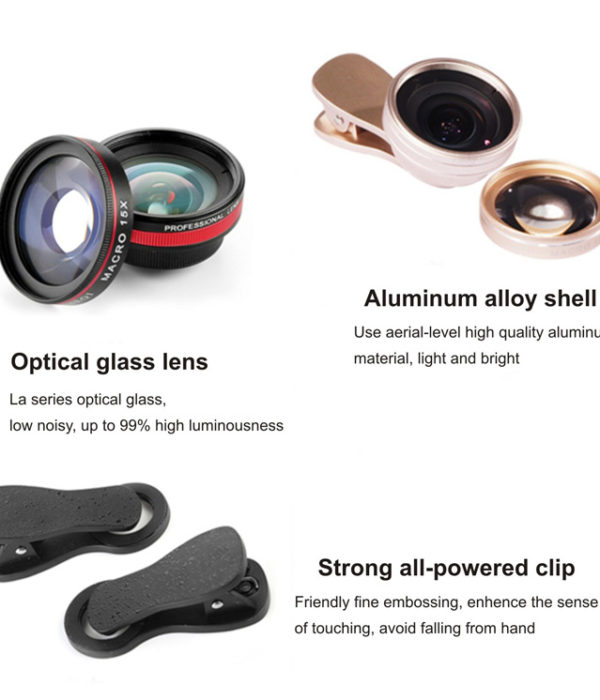 MACRO 15X
PROFESSIONAL
Aluminum alloy shell
Use aerial-level high quality
material, light and bright
Optical glass lens
La series optical glass,
low noisy, up to 99% high luminousness
Strong all-powered clip
Friendly fine embossing, enhence the sense
of touching, avoid falling from hand